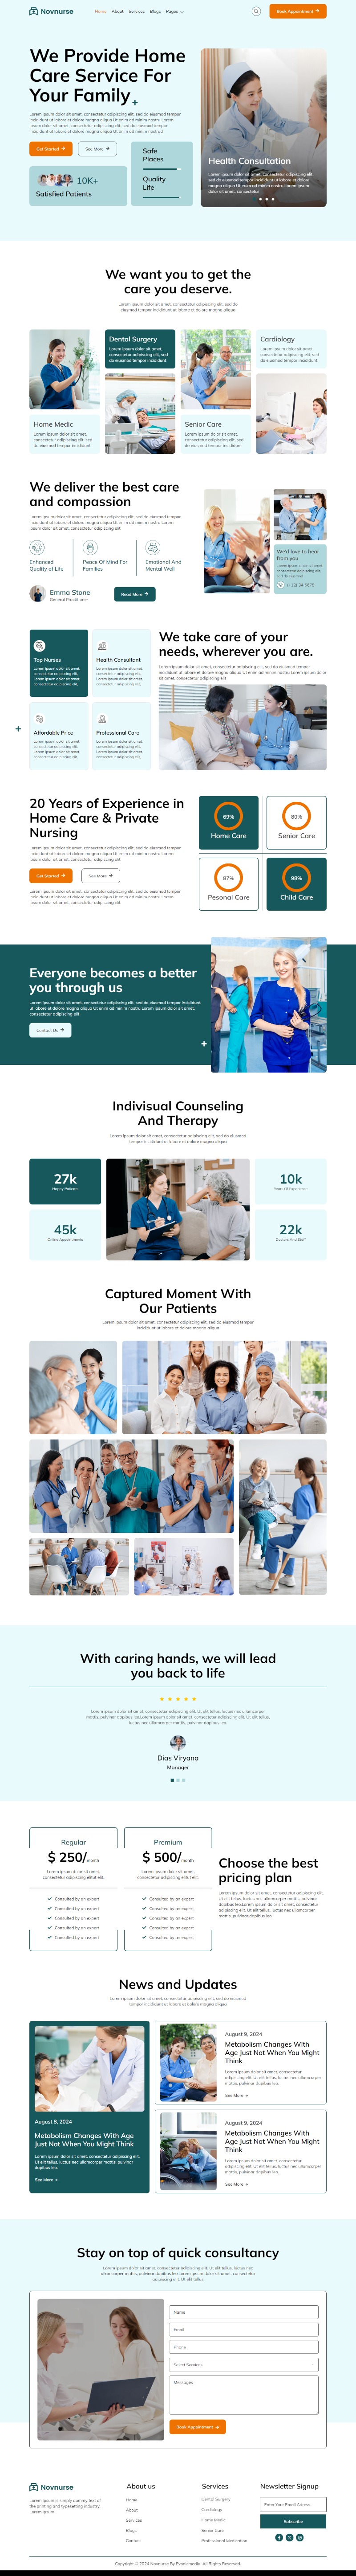 Novnurse
Home About Services Blogs Pages
Book Appointment
We Provide Home
Care Service For
Your Family
Lorem ipsum dolor sit amet, consectetur adipiscing elit, sed do eiusmod tempor
incididunt ut labore et dolore magna aliqua Ut enim ad minim nostru Lorem
ipsum dolor sit amet, consectetur adipiscing elit, sed do eiusmod tempor
incididunt ut labore et dolore magna aliqua Ut enim ad minim nostrud
Get Started
See More
10K+
Satisfied Patients
Safe
Places
Quality
Life
Health Consultation
Lorem ipsum dolor sit amet, consectetur adipiscing elit,
sed do eiusmod tempor incididunt ut labore et dolore
magna aliqua Ut enim ad minim nostru Lorem ipsum
dolor sit amet, consectetur
We want you to get the
care you deserve.
Lorem ipsum dolor sit amet, consectetur adipiscing elit, sed do
eiusmod tempor incididunt ut labore et dolore magna aliqua.
Dental Surgery
Lorem ipsum dolor sit amet,
consectetur adipiscing elit, sed
do eiusmod tempor incididunt
Cardiology
Lorem ipsum dolor sit amet,
consectetur adipiscing elit, sed
do eiusmod tempor incididunt
Home Medic
Lorem ipsum dolor sit amet,
consectetur adipiscing elit, sed
do eiusmod tempor incididunt
Senior Care
Lorem ipsum dolor sit amet,
consectetur adipiscing elit, sed
do eiusmod tempor incididunt
We deliver the best care
and compassion
Lorem ipsum dolor sit amet, consectetur adipiscing elit, sed do eiusmod tempor
incididunt ut labore et dolore magna aliqua Ut enim ad minim nostru Lorem
ipsum dolor sit amet, consectetur adipiscing elit
Enhanced
Quality of Life
Peace Of Mind For
Families
Emotional And
Mental Well
Emma Stone
General Practitioner
Read More
We'd love to hear
from you
Lorem ipsum dolor sit amet,
consectetur adipiscing elit,
sed do eiusmod
(+12) 34 5678
Top Nurses
Lorem ipsum dolor sit amet,
consectetur adipiscing elit.
Lorem ipsum dolor sit amet,
consectetur adipiscing elit.
Health Consultant
Lorem ipsum dolor sit amet,
consectetur adipiscing elit.
Lorem ipsum dolor sit amet,
consectetur adipiscing elit.
Affordable Price
Lorem ipsum dolor sit amet,
consectetur adipiscing elit.
Lorem ipsum dolor sit amet,
consectetur adipiscing elit.
Professional Care
Lorem ipsum dolor sit amet,
consectetur adipiscing elit.
Lorem ipsum dolor sit amet,
consectetur adipiscing elit.
We take care of your
needs, wherever you are.
Lorem ipsum dolor sit amet, consectetur adipiscing elit, sed do eiusmod tempor
incididunt ut labore et dolore magna aliqua Ut enim ad minim nostru Lorem ipsum
dolor sit amet, consectetur adipiscing elit
20 Years of Experience in
Home Care & Private
Nursing
Lorem ipsum dolor sit amet, consectetur adipiscing elit, sed do eiusmod tempor
incididunt ut labore et dolore magna aliqua Ut enim ad minim nostru Lorem
ipsum dolor sit amet, consectetur adipiscing elit
Get Started
See More
Lorem ipsum dolor sit amet, consectetur adipiscing elit, sed do eiusmod tempor
incididunt ut labore et dolore magna aliqua Ut enim ad minim nostru Lorem
ipsum dolor sit amet, consectetur adipiscing elit
69%
Home Care
80%
Senior Care
87%
Pesonal Care
98%
Child Care
Everyone becomes a better
you through us
Lorem ipsum dolor sit amet, consectetur adipiscing elit, sed do eiusmod tempor
incididunt ut labore et dolore magna aliqua Ut enim ad minim nostru Lorem ipsum dolor
sit amet, consectetur adipiscing elit
Contact Us
Indivisual Counseling
And Therapy
Lorem ipsum dolor sit amet, consectetur adipiscing elit, sed do eiusmod
tempor incididunt ut labore et dolore magna aliqua
27k
Happy Patients
10k
Years Of Experience
45k
Online Appointments
22k
Doctors And Staff
Captured Moment With
Our Patients
Lorem ipsum dolor sit amet, consectetur adipiscing elit, sed do eiusmod tempor
incididunt ut labore et dolore magna aliqua
With caring hands, we will lead
you back to life
Lorem ipsum dolor sit amet, consectetur adipiscing elit. Ut elit tellus, luctus nec ullamcorper
mattis, pulvinar dapibus leo.Lorem ipsum dolor sit amet, consectetur adipiscing elit. Ut elit tellus,
luctus nec ullamcorper mattis, pulvinar dapibus leo.
Dias Viryana
Manager
Regular
$ 250/month
Lorem ipsum dolor sit amet,
consectetur adipiscing elitut elit.
Consulted by an expert
Consulted by an expert
Consulted by an expert
Consulted by an expert
Consulted by an expert
Premium
$ 500/month
Lorem ipsum dolor sit amet,
consectetur adipiscing elitut elit.
Consulted by an expert
Consulted by an expert
Consulted by an expert
Consulted by an expert
Consulted by an expert
Choose the best
pricing plan
Lorem ipsum dolor sit amet, consectetur adipiscing elit.
Ut elit tellus, luctus nec ullamcorper mattis, pulvinar
dapibus leo.Lorem ipsum dolor sit amet, consectetur
adipiscing elit. Ut elit tellus, luctus nec ullamcorper
mattis, pulvinar dapibus leo.
News and Updates
Lorem ipsum dolor sit amet, consectetur adipiscing elit, sed do eiusmod
tempor incididunt ut labore et dolore magna aliqua
August 8, 2024
Metabolism Changes With Age
Just Not When You Might Think
Lorem ipsum dolor sit amet, consectetur adipiscing elit.
Ut elit tellus, luctus nec ullamcorper mattis, pulvinar
dapibus leo.
See More
August 9, 2024
Metabolism Changes With
Age Just Not When You Might
Think
Lorem ipsum dolor sit amet, consectetur
adipiscing elit. Ut elit tellus, luctus nec ullamcorper
mattis, pulvinar dapibus leo.
See More
August 9, 2024
Metabolism Changes With
Age Just Not When You Might
Think
Lorem ipsum dolor sit amet, consectetur
adipiscing elit. Ut elit tellus, luctus nec ullamcorper
mattis, pulvinar dapibus leo.
See More
Stay on top of quick consultancy
Lorem ipsum dolor sit amet, consectetur adipiscing elit. Ut elit tellus, luctus nec
ullamcorper mattis, pulvinar dapibus leo.Lorem ipsum dolor sit amet, consectetur
adipiscing elit. Ut elit tellus.
Name
Email
Phone
Select Services
Messages
Book Appointment
Novnurse
Lorem Ipsum is simply dummy text of
the printing and typesetting industry.
Lorem Ipsum.
About us
Home
About
Services
Blogs
Contact
Services
Dental Surgery
Cardiology
Home Medic
Senior Care
Professional Medication
Newsletter Signup
Enter Your Email Adress
Subscribe
Copyright © 2024 Novnurse By Evonicmedia. All Rights Reserved.